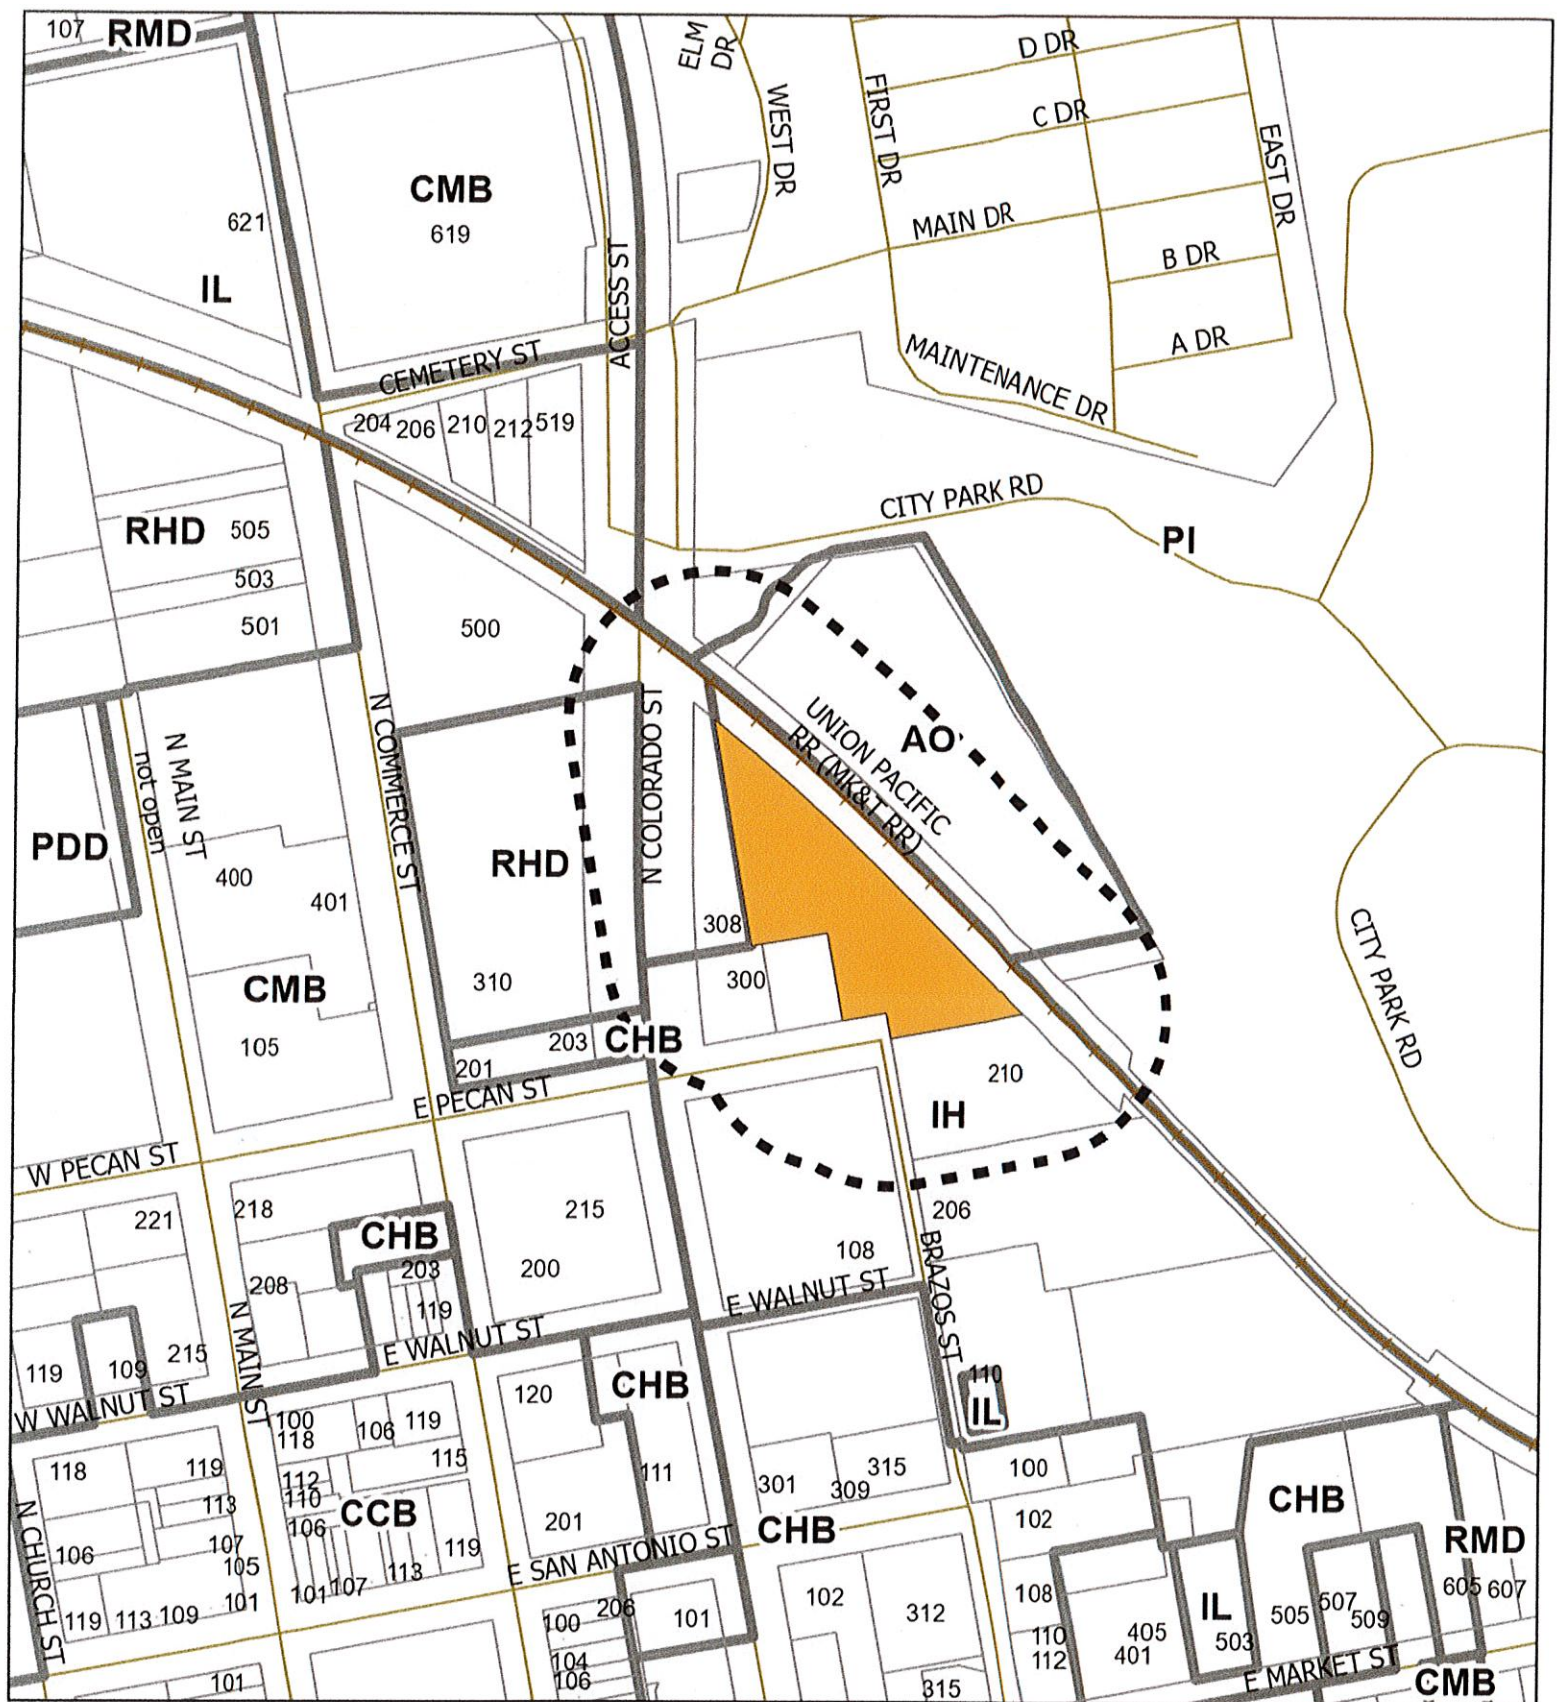 107
RMD
ELM
DR
D DR
WEST DR
FIRST DR
C DR
EAST DR
CMB
619
621
MAIN DR
B DR
IL
ACCESS ST
A DR
CEMETERY ST
MAINTENANCE DR
204
206
210
212
519
CITY PARK RD
PI
RHD
505
503
501
500
N COMMERCE ST
N COLORADO ST
UNION PACIFIC
RR (MK&T RR)
AO
N MAIN ST
not open
PDD
RHD
400
401
308
CITY PARK RD
CMB
310
300
105
203
CHB
201
210
E PECAN ST
IH
W PECAN ST
221
218
CHB
215
206
108
208
203
200
BRAZOS ST
119
E WALNUT ST
E WALNUT ST
N MAIN ST
119
109
215
W WALNUT ST
120
CHB
110
IL
100
118
106
119
115
118
119
112
110
113
111
301
315
309
100
CHB
CCB
106
201
CHB
102
RMD
N CHURCH ST
106
107
105
119
113
E SAN ANTONIO ST
101
107
101
119
113
109
100
206
101
102
312
108
IL
503
505
507
509
605
607
110
112
405
401
104
106
101
315
E MARKET ST
CMB